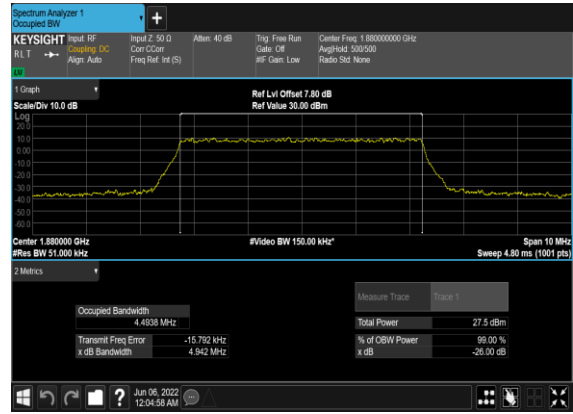 Spectrum Analyzer 1
Occupied BW
+
KEYSIGHT Input: RF Input Z: 50 Ω Atten: 40 dB Trig: Free Run Center Freq: 1.880000000 GHz
RLT Coupling: DC Corr CCorr Gate: Off Avg|Hold: 500/500
Align: Auto Freq Ref: Int (S) #IF Gain: Low Radio Std: None
LW
1 Graph
Ref Lvl Offset 7.80 dB
Scale/Div 10.0 dB Ref Value 30.00 dBm
Log
20.0
10.0
0.00
-10.0
-20.0
-30.0
-40.0
-50.0
-60.0
Center 1.880000 GHz #Video BW 150.00 kHz* Span 10 MHz
#Res BW 51.000 kHz Sweep 4.80 ms (1001 pts)
2 Metrics
Measure Trace Trace 1
Occupied Bandwidth
4.4938 MHz Total Power 27.5 dBm
Transmit Freq Error -15.792 kHz % of OBW Power 99.00 %
x dB Bandwidth 4.942 MHz x dB -26.00 dB
? Jun 06, 2022
12:04:58 AM